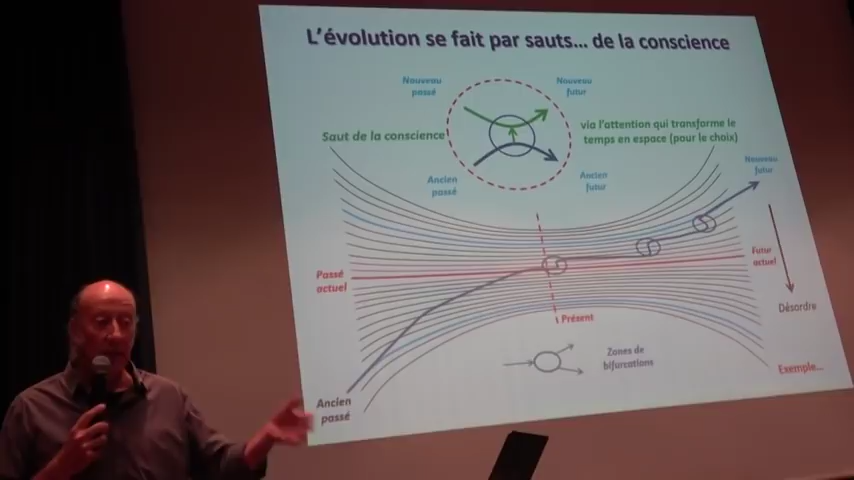 L'évolution se fait par sauts... de la conscience
Nouveau
passé
Nouveau
futur
Saut de la conscience
via l'attention qui transforme le
temps en espace (pour le choix)
Ancien
passé
Ancien
futur
Nouveau
futur
Passé
actuel
Futur
actuel
Désordre
Présent
Zones de
bifurcations
Exemple...
Ancien
passé